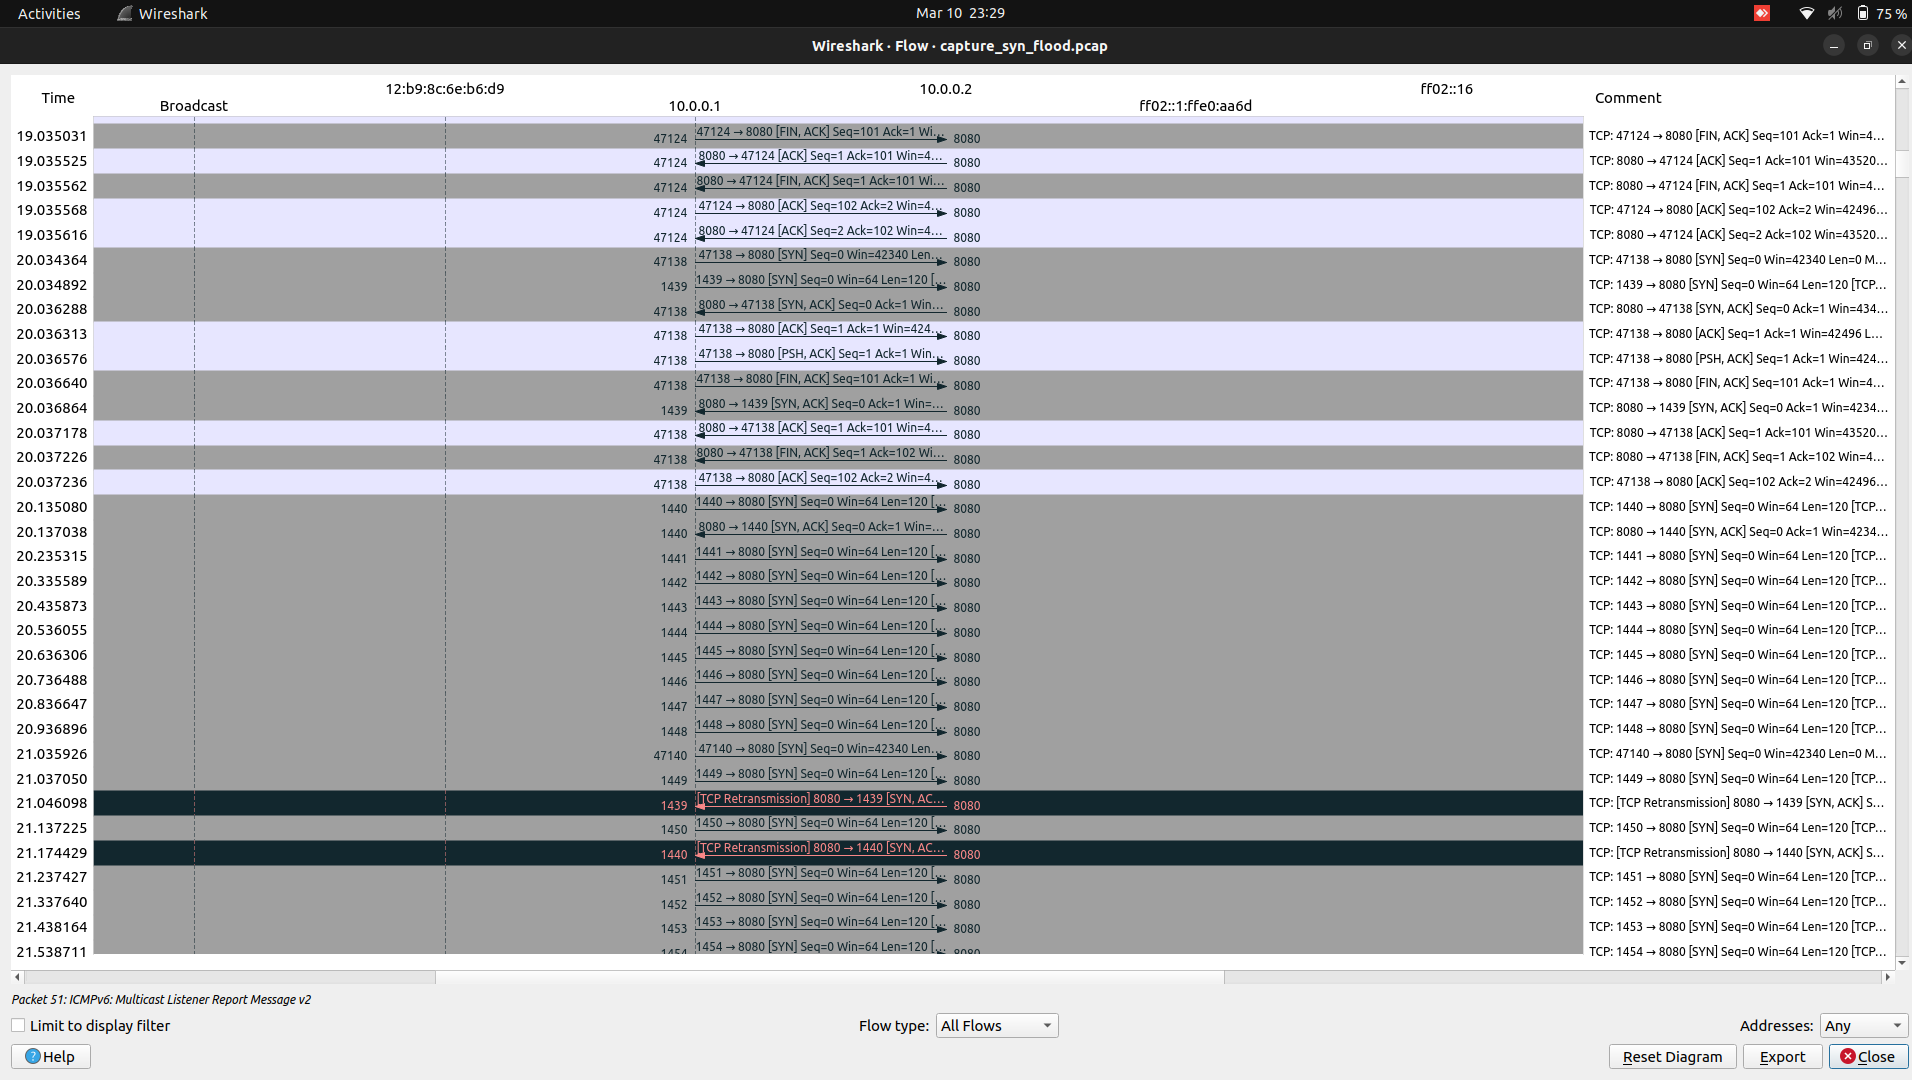 Activities Wireshark Mar 10 23:29 75 %
Wireshark · Flow · capture_syn_flood.pcap
Time 12:b9:8c:6e:b6:d9 10.0.0.2 ff02::16 Comment
Broadcast 10.0.0.1 ff02::1:ffe0:aa6d
19.035031 47124 47124 → 8080 [FIN, ACK] Seq=101 Ack=1 Wi... 8080 TCP: 47124 → 8080 [FIN, ACK] Seq=101 Ack=1 Win=4...
19.035525 47124 8080 → 47124 [ACK] Seq=1 Ack=101 Win=4... 8080 TCP: 8080 → 47124 [ACK] Seq=1 Ack=101 Win=43520...
19.035562 47124 8080 → 47124 [FIN, ACK] Seq=1 Ack=101 Wi... 8080 TCP: 8080 → 47124 [FIN, ACK] Seq=1 Ack=101 Win=4...
19.035568 47124 47124 → 8080 [ACK] Seq=102 Ack=2 Win=4... 8080 TCP: 47124 → 8080 [ACK] Seq=102 Ack=2 Win=42496...
19.035616 47124 8080 → 47124 [ACK] Seq=2 Ack=102 Win=4... 8080 TCP: 8080 → 47124 [ACK] Seq=2 Ack=102 Win=43520...
20.034364 47138 47138 → 8080 [SYN] Seq=0 Win=42340 Len... 8080 TCP: 47138 → 8080 [SYN] Seq=0 Win=42340 Len=0 M...
20.034892 1439 1439 → 8080 [SYN] Seq=0 Win=64 Len=120 [... 8080 TCP: 1439 → 8080 [SYN] Seq=0 Win=64 Len=120 [TCP...
20.036288 47138 8080 → 47138 [SYN, ACK] Seq=0 Ack=1 Win... 8080 TCP: 8080 → 47138 [SYN, ACK] Seq=0 Ack=1 Win=434...
20.036313 47138 47138 → 8080 [ACK] Seq=1 Ack=1 Win=424... 8080 TCP: 47138 → 8080 [ACK] Seq=1 Ack=1 Win=42496 L...
20.036576 47138 47138 → 8080 [PSH, ACK] Seq=1 Ack=1 Win... 8080 TCP: 47138 → 8080 [PSH, ACK] Seq=1 Ack=1 Win=424...
20.036640 47138 47138 → 8080 [FIN, ACK] Seq=101 Ack=1 Wi... 8080 TCP: 47138 → 8080 [FIN, ACK] Seq=101 Ack=1 Win=4...
20.036864 1439 8080 → 1439 [SYN, ACK] Seq=0 Ack=1 Win=... 8080 TCP: 8080 → 1439 [SYN, ACK] Seq=0 Ack=1 Win=4234...
20.037178 47138 8080 → 47138 [ACK] Seq=1 Ack=101 Win=4... 8080 TCP: 8080 → 47138 [ACK] Seq=1 Ack=101 Win=43520...
20.037226 47138 8080 → 47138 [FIN, ACK] Seq=1 Ack=102 Wi... 8080 TCP: 8080 → 47138 [FIN, ACK] Seq=1 Ack=102 Win=4...
20.037236 47138 47138 → 8080 [ACK] Seq=102 Ack=2 Win=4... 8080 TCP: 47138 → 8080 [ACK] Seq=102 Ack=2 Win=42496...
20.135080 1440 1440 → 8080 [SYN] Seq=0 Win=64 Len=120 [... 8080 TCP: 1440 → 8080 [SYN] Seq=0 Win=64 Len=120 [TCP...
20.137038 1440 8080 → 1440 [SYN, ACK] Seq=0 Ack=1 Win=... 8080 TCP: 8080 → 1440 [SYN, ACK] Seq=0 Ack=1 Win=4234...
20.235315 1441 1441 → 8080 [SYN] Seq=0 Win=64 Len=120 [... 8080 TCP: 1441 → 8080 [SYN] Seq=0 Win=64 Len=120 [TCP...
20.335589 1442 1442 → 8080 [SYN] Seq=0 Win=64 Len=120 [... 8080 TCP: 1442 → 8080 [SYN] Seq=0 Win=64 Len=120 [TCP...
20.435873 1443 1443 → 8080 [SYN] Seq=0 Win=64 Len=120 [... 8080 TCP: 1443 → 8080 [SYN] Seq=0 Win=64 Len=120 [TCP...
20.536055 1444 1444 → 8080 [SYN] Seq=0 Win=64 Len=120 [... 8080 TCP: 1444 → 8080 [SYN] Seq=0 Win=64 Len=120 [TCP...
20.636306 1445 1445 → 8080 [SYN] Seq=0 Win=64 Len=120 [... 8080 TCP: 1445 → 8080 [SYN] Seq=0 Win=64 Len=120 [TCP...
20.736488 1446 1446 → 8080 [SYN] Seq=0 Win=64 Len=120 [... 8080 TCP: 1446 → 8080 [SYN] Seq=0 Win=64 Len=120 [TCP...
20.836647 1447 1447 → 8080 [SYN] Seq=0 Win=64 Len=120 [... 8080 TCP: 1447 → 8080 [SYN] Seq=0 Win=64 Len=120 [TCP...
20.936896 1448 1448 → 8080 [SYN] Seq=0 Win=64 Len=120 [... 8080 TCP: 1448 → 8080 [SYN] Seq=0 Win=64 Len=120 [TCP...
21.035926 47140 47140 → 8080 [SYN] Seq=0 Win=42340 Len... 8080 TCP: 47140 → 8080 [SYN] Seq=0 Win=42340 Len=0 M...
21.037050 1449 1449 → 8080 [SYN] Seq=0 Win=64 Len=120 [... 8080 TCP: 1449 → 8080 [SYN] Seq=0 Win=64 Len=120 [TCP...
21.046098 1439 [TCP Retransmission] 8080 → 1439 [SYN, AC... 8080 TCP: [TCP Retransmission] 8080 → 1439 [SYN, ACK] S...
21.137225 1450 1450 → 8080 [SYN] Seq=0 Win=64 Len=120 [... 8080 TCP: 1450 → 8080 [SYN] Seq=0 Win=64 Len=120 [TCP...
21.174429 1440 [TCP Retransmission] 8080 → 1440 [SYN, AC... 8080 TCP: [TCP Retransmission] 8080 → 1440 [SYN, ACK] S...
21.237427 1451 1451 → 8080 [SYN] Seq=0 Win=64 Len=120 [... 8080 TCP: 1451 → 8080 [SYN] Seq=0 Win=64 Len=120 [TCP...
21.337640 1452 1452 → 8080 [SYN] Seq=0 Win=64 Len=120 [... 8080 TCP: 1452 → 8080 [SYN] Seq=0 Win=64 Len=120 [TCP...
21.438164 1453 1453 → 8080 [SYN] Seq=0 Win=64 Len=120 [... 8080 TCP: 1453 → 8080 [SYN] Seq=0 Win=64 Len=120 [TCP...
21.538711 1454 1454 → 8080 [SYN] Seq=0 Win=64 Len=120 [... 8080 TCP: 1454 → 8080 [SYN] Seq=0 Win=64 Len=120 [TCP...
Packet 51: ICMPv6: Multicast Listener Report Message v2
Limit to display filter Flow type: All Flows Addresses: Any
Help Reset Diagram Export Close